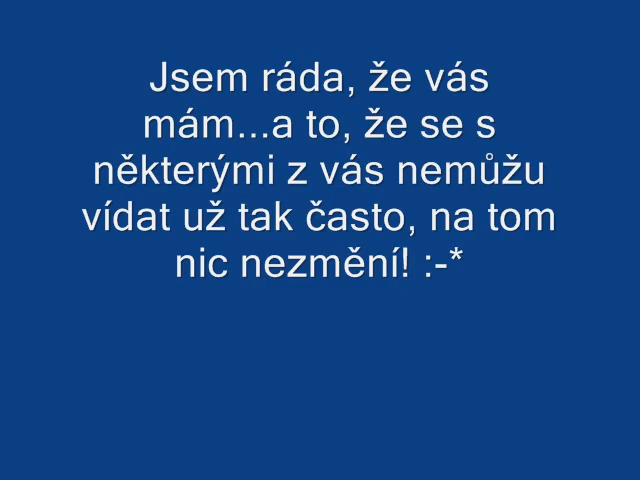 Jsem ráda, že vás
mám...a to, že se s
některými z vás nemůžu
vídat už tak často, na tom
nic nezmění! :-*